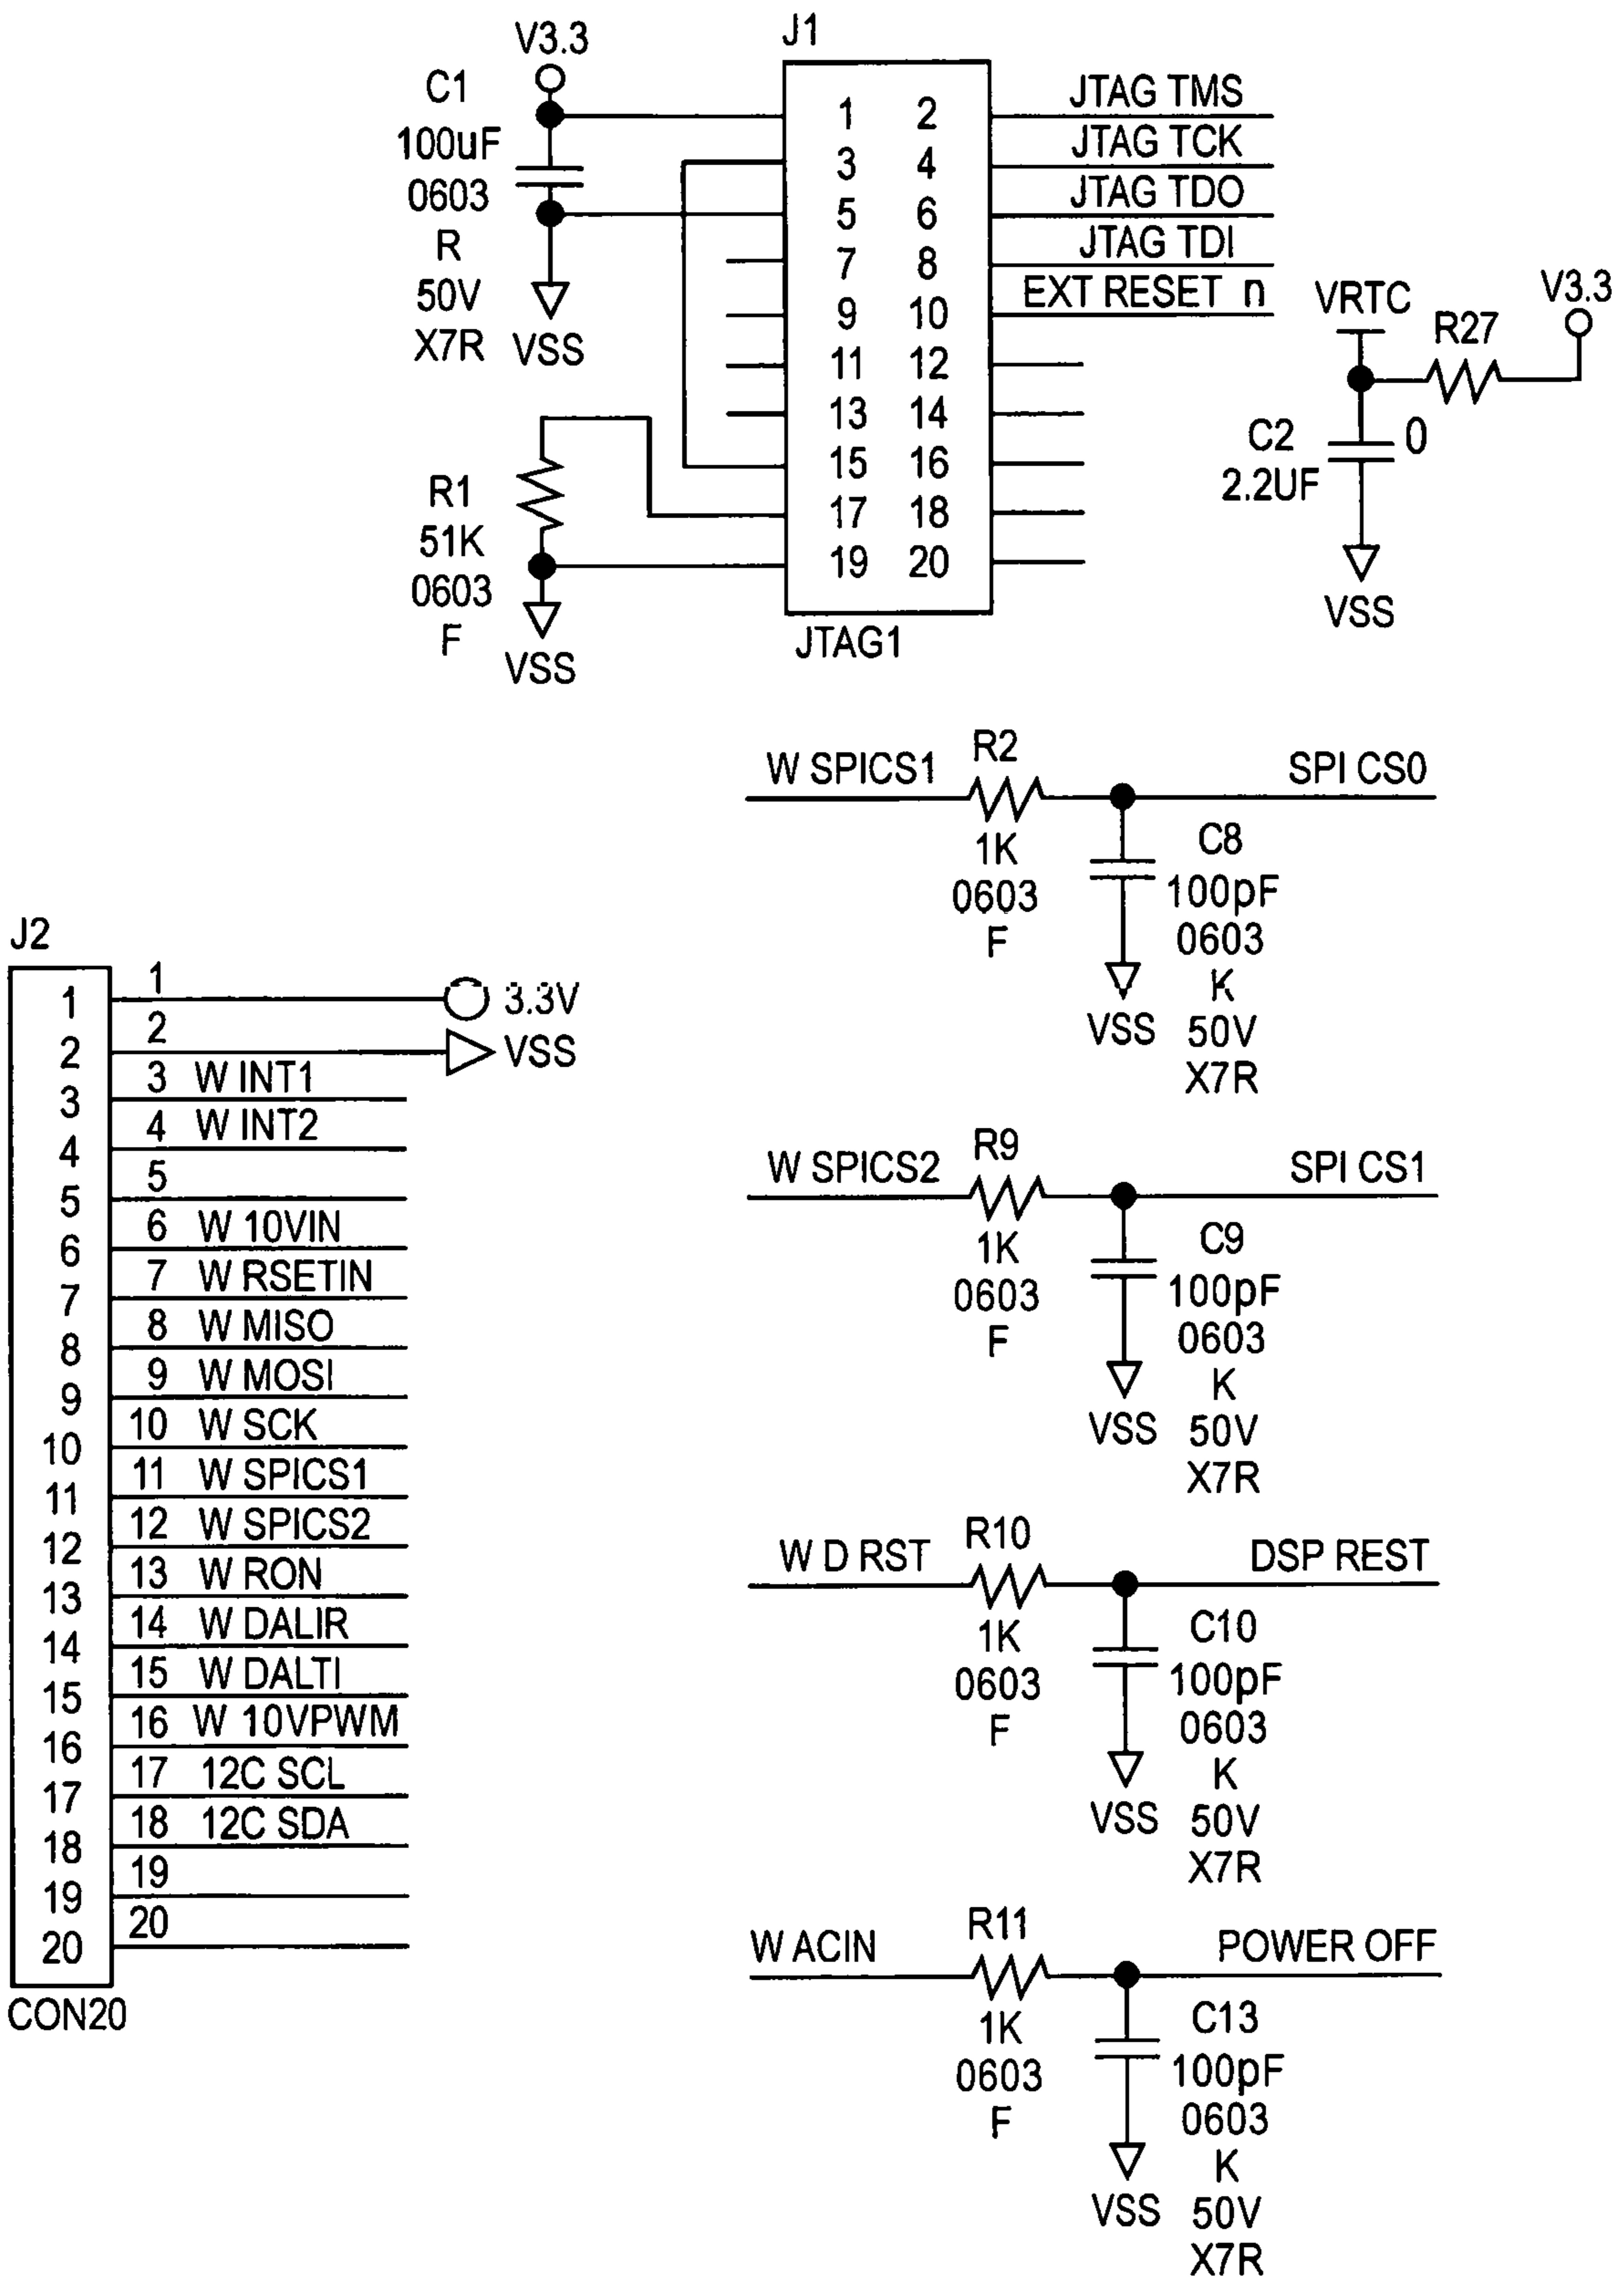 J1
V3.3
C1
100uF
0603
R
50V
X7R
VSS
1 2
3 4
5 6
7 8
9 10
11 12
13 14
15 16
17 18
19 20
JTAG TMS
JTAG TCK
JTAG TDO
JTAG TDI
EXT RESET n
R1
51K
0603
F
VSS
JTAG1
VRTC
R27
V3.3
C2
0
2.2UF
VSS
W SPICS1
R2
SPI CS0
1K
0603
F
C8
100pF
0603
K
50V
X7R
VSS
J2
1 1 3.3V
2 2 VSS
3 3 W INT1
4 4 W INT2
5 5
6 6 W 10VIN
7 7 W RSETIN
8 8 W MISO
9 9 W MOSI
10 10 W SCK
11 11 W SPICS1
12 12 W SPICS2
13 13 W RON
14 14 W DALIR
15 15 W DALTI
16 16 W 10VPWM
17 17 12C SCL
18 18 12C SDA
19 19
20 20
CON20
W SPICS2
R9
SPI CS1
1K
0603
F
C9
100pF
0603
K
50V
X7R
VSS
W D RST
R10
DSP REST
1K
0603
F
C10
100pF
0603
K
50V
X7R
VSS
W ACIN
R11
POWER OFF
1K
0603
F
C13
100pF
0603
K
50V
X7R
VSS